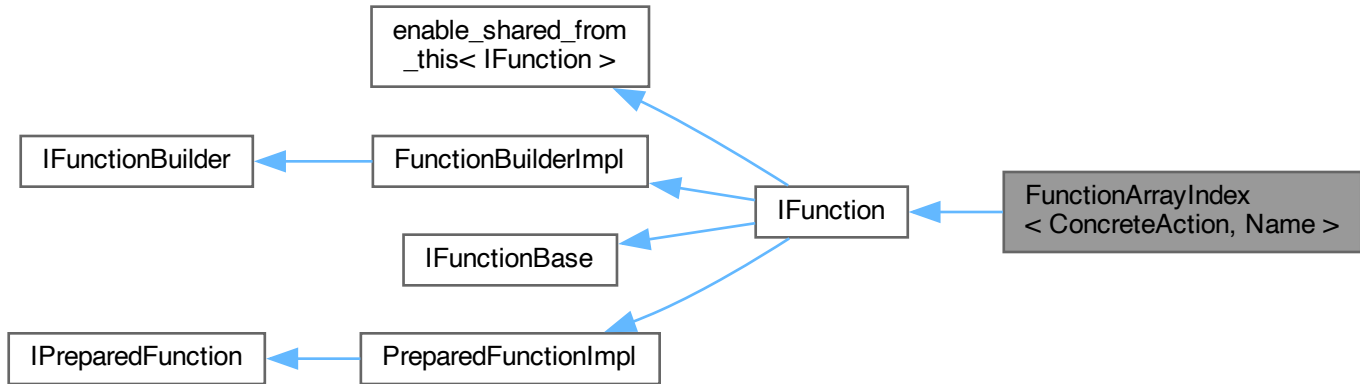 enable_shared_from
_this< IFunction >
IFunctionBuilder
FunctionBuilderImpl
IFunction
FunctionArrayIndex
< ConcreteAction, Name >
IFunctionBase
IPreparedFunction
PreparedFunctionImpl